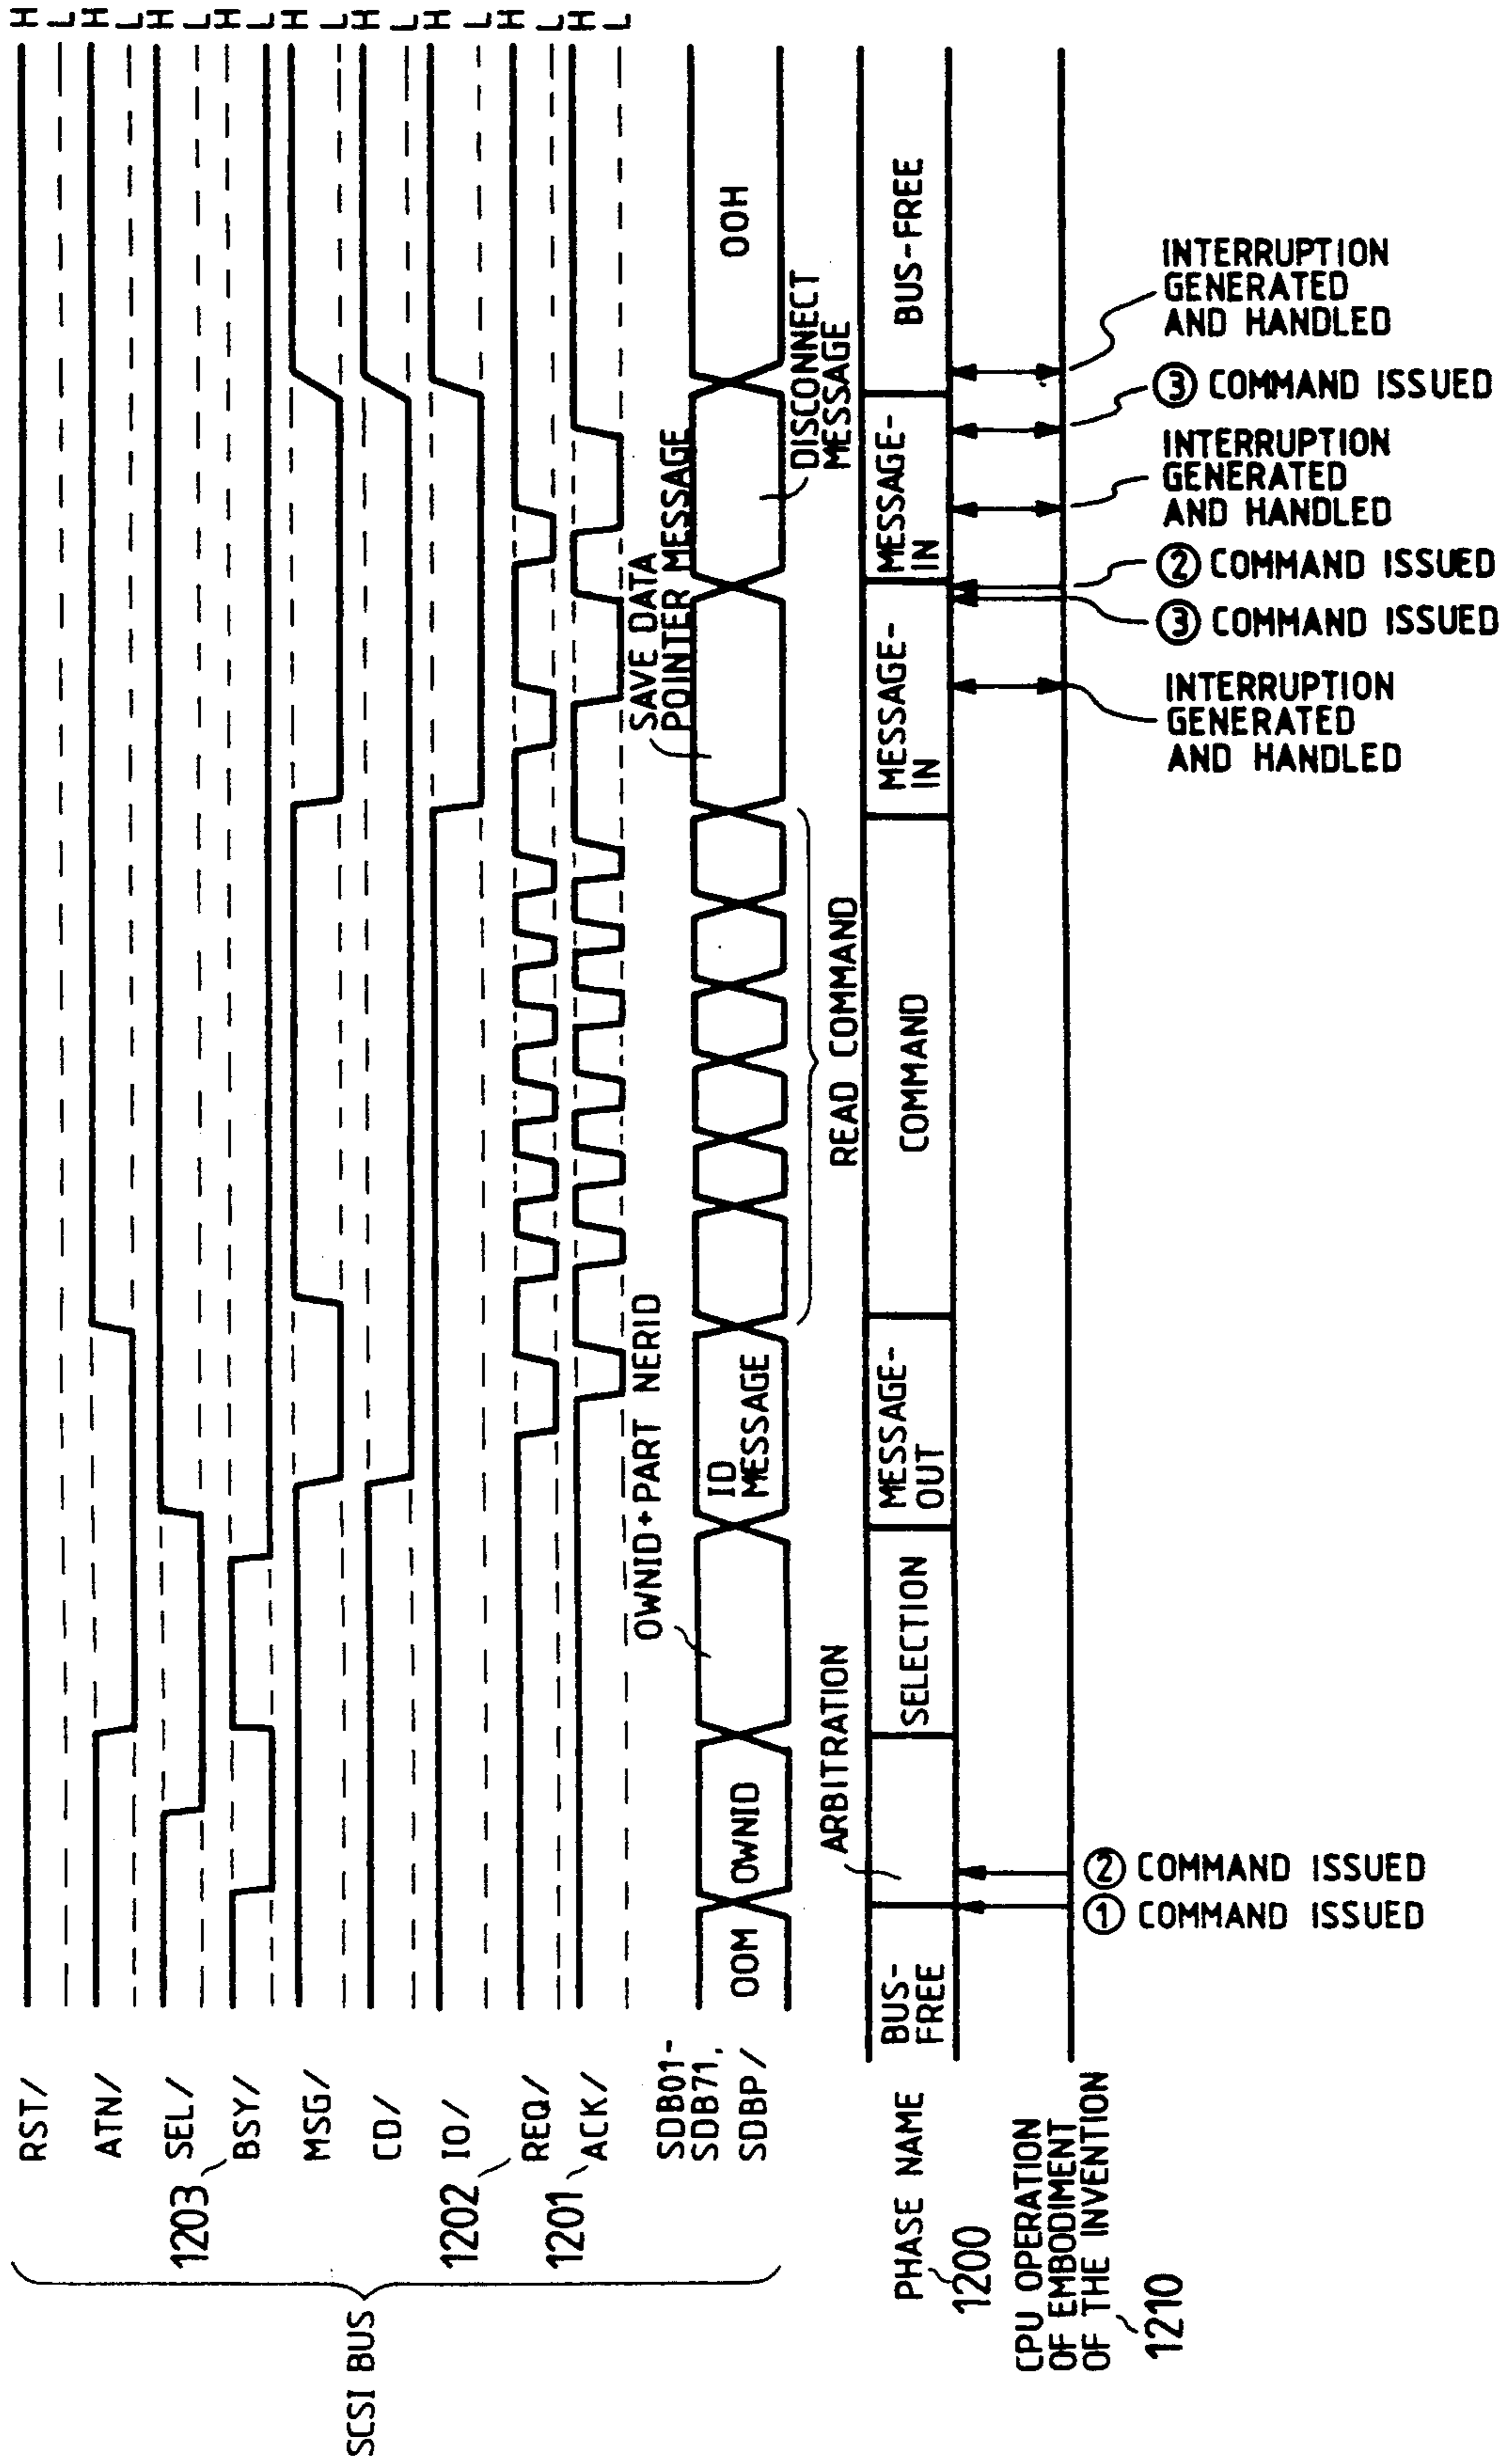 SCSI BUS
RST/
H
L
ATN/
H
L
SEL/
H
L
1203
BSY/
H
L
MSG/
H
L
CD/
H
L
IO/
H
L
1202
REQ/
H
L
1201
ACK/
H
L
OWNID+PART NERID
SAVE DATA
POINTER MESSAGE
SDB01-
SDB71,
SDBP/
OOM
OWNID
ID
MESSAGE
OOH
DISCONNECT
MESSAGE
ARBITRATION
READ COMMAND
PHASE NAME
1200
BUS-
FREE
SELECTION
MESSAGE-
OUT
COMMAND
MESSAGE-
IN
MESSAGE-
IN
BUS-FREE
CPU OPERATION
OF EMBODIMENT
OF THE INVENTION
1210
① COMMAND ISSUED
② COMMAND ISSUED
INTERRUPTION
GENERATED
AND HANDLED
③ COMMAND ISSUED
② COMMAND ISSUED
INTERRUPTION
GENERATED
AND HANDLED
③ COMMAND ISSUED
INTERRUPTION
GENERATED
AND HANDLED